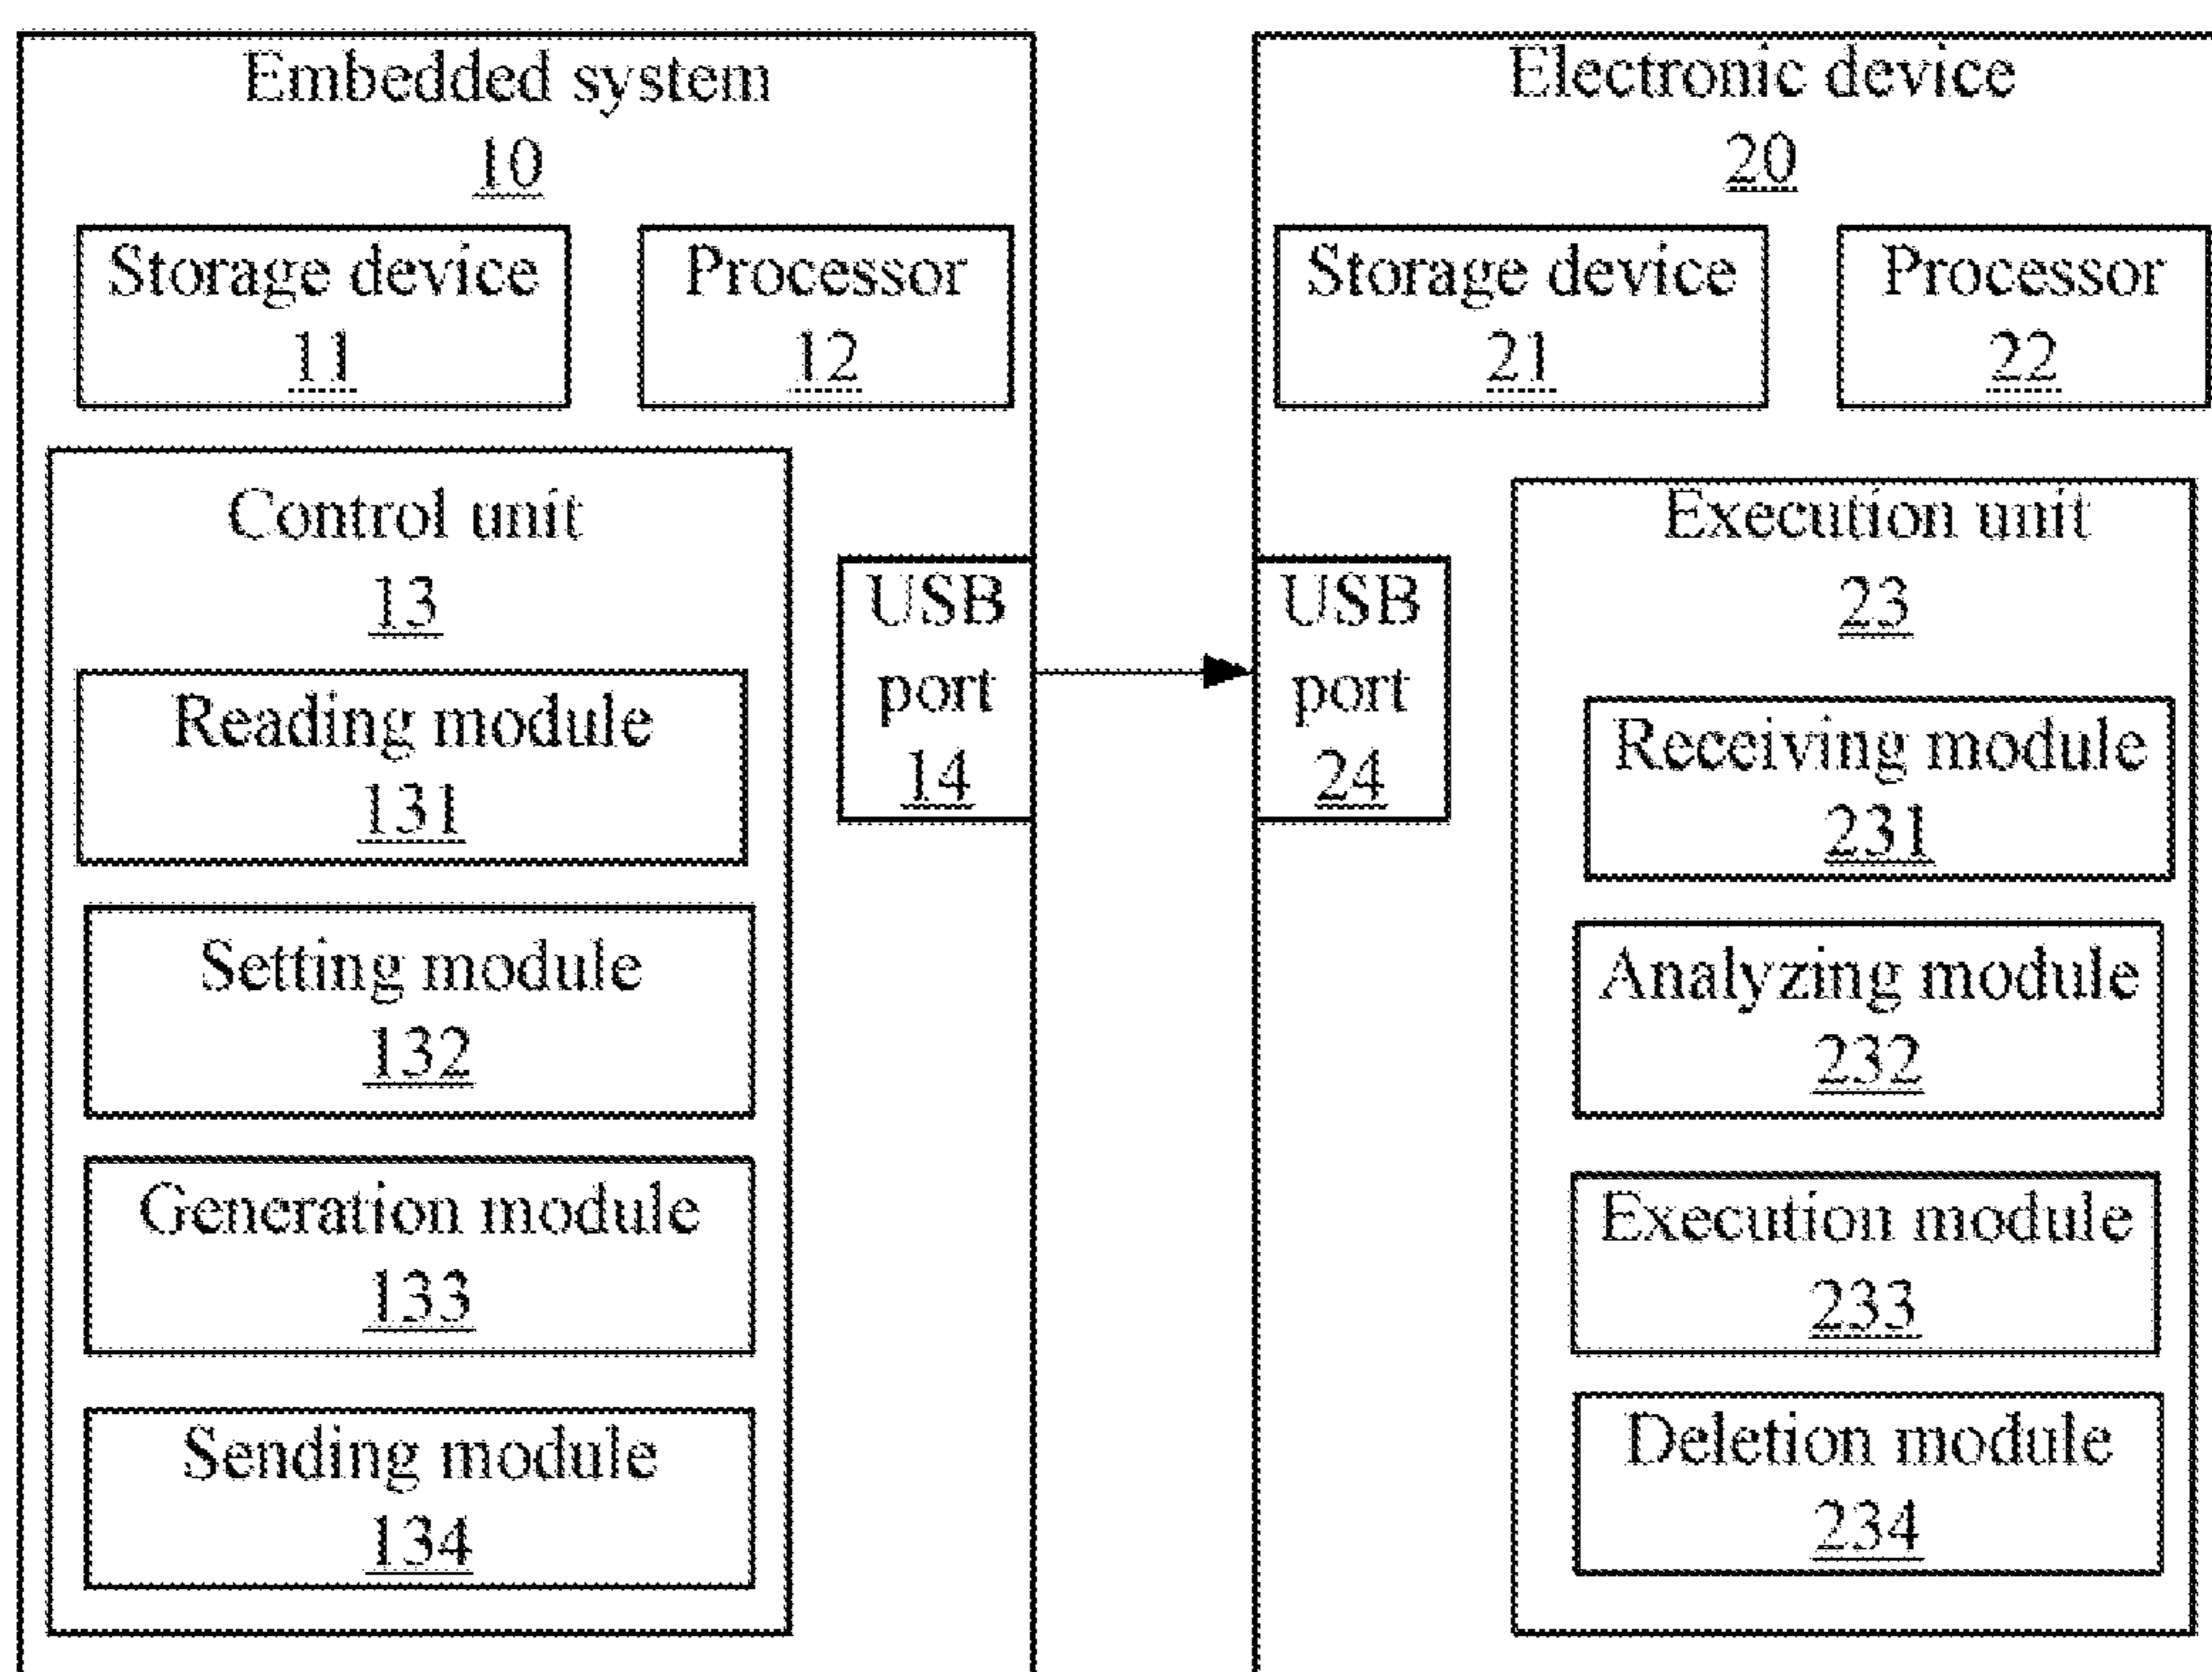 Embedded system
10
Storage device
11
Processor
12
Control unit
13
Reading module
131
Setting module
132
Generation module
133
Sending module
134
USB
port
14
Electronic device
20
Storage device
21
Processor
22
USB
port
24
Execution unit
23
Receiving module
231
Analyzing module
232
Execution module
233
Deletion module
234